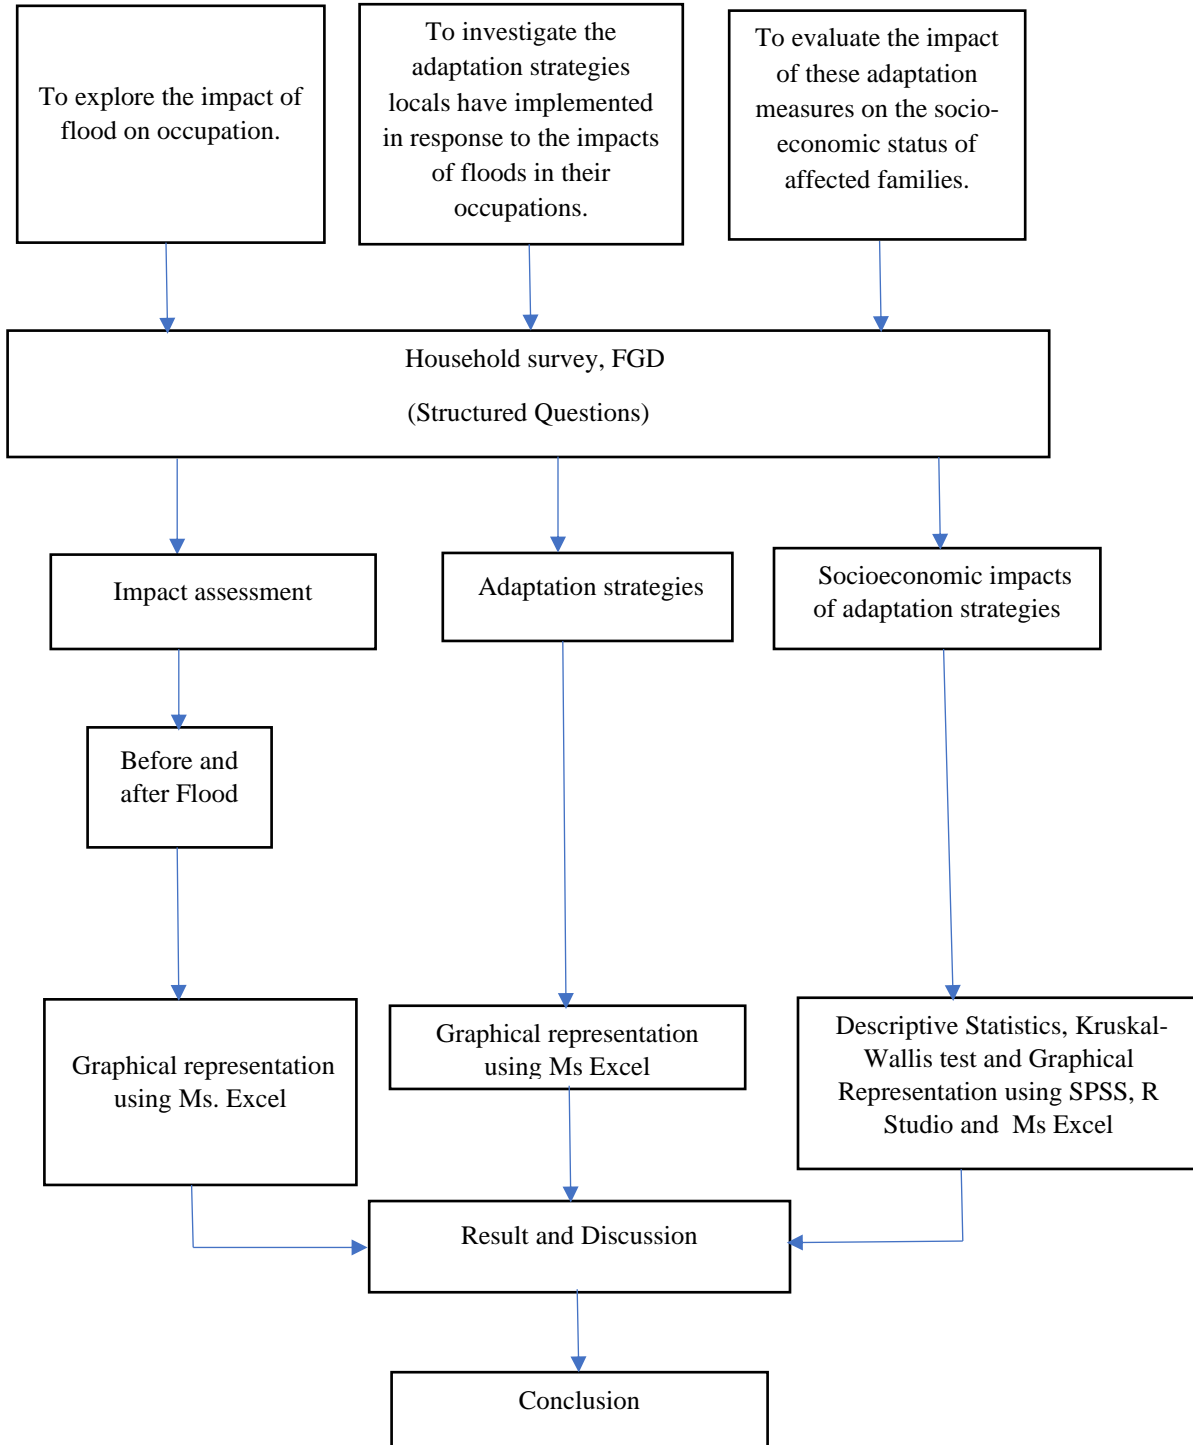 To explore the impact of
flood on occupation.
To investigate the
adaptation strategies
locals have implemented
in response to the impacts
of floods in their
occupations.
To evaluate the impact
of these adaptation
measures on the socio-
economic status of
affected families.
Household survey, FGD
(Structured Questions)
Impact assessment
Adaptation strategies
Socioeconomic impacts
of adaptation strategies
Before and
after Flood
Graphical representation
using Ms. Excel
Graphical representation
using Ms Excel
Descriptive Statistics, Kruskal-
Wallis test and Graphical
Representation using SPSS, R
Studio and Ms Excel
Result and Discussion
Conclusion